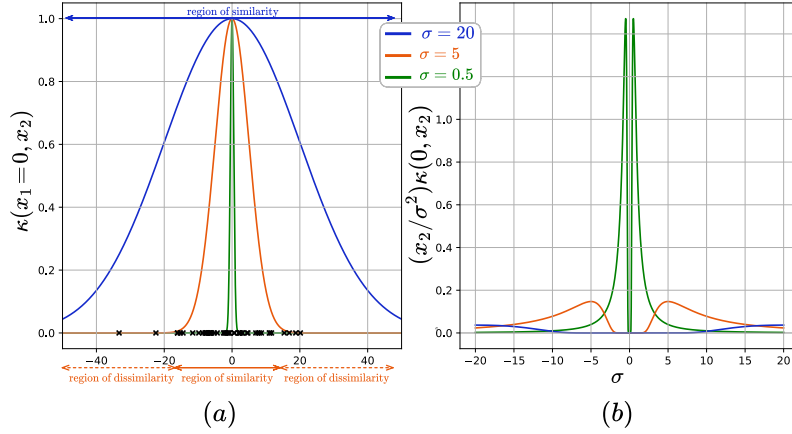 region of similarity
1.0
0.8
0.6
0.4
0.2
0.0
κ(x₁=0, x₂)
−40
−20
0
20
40
region of dissimilarity
region of similarity
region of dissimilarity
(a)
σ = 20
σ = 5
σ = 0.5
1.2
1.0
0.8
0.6
0.4
0.2
0.0
(x₂/σ²)κ(0, x₂)
−20
−15
−10
−5
0
5
10
15
20
σ
(b)